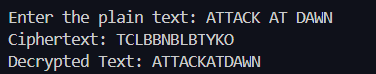 Enter the plain text: ATTACK AT DAWN
Ciphertext: TCLBBNBLBTYKO
Decrypted Text: ATTACKATDAWN